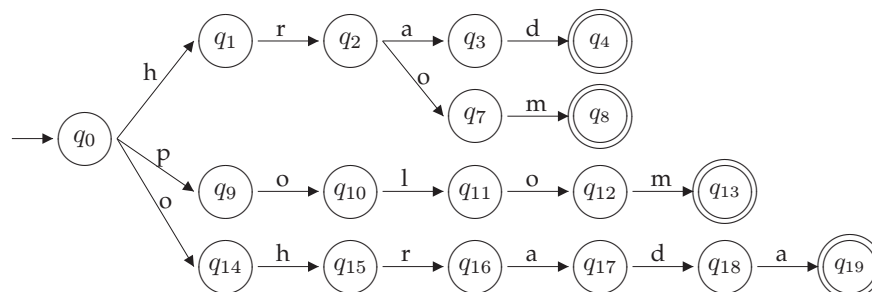 q1 r q2 a q3 d q4
h
o
q7 m q8
q0
p
q9 o q10 l q11 o q12 m q13
o
q14 h q15 r q16 a q17 d q18 a q19